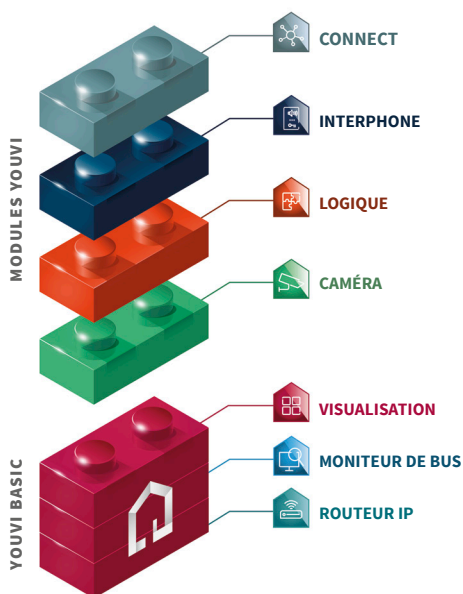 MODULES YOUVI
CONNECT
INTERPHONE
LOGIQUE
CAMÉRA
YOUVI BASIC
VISUALISATION
MONITEUR DE BUS
ROUTEUR IP